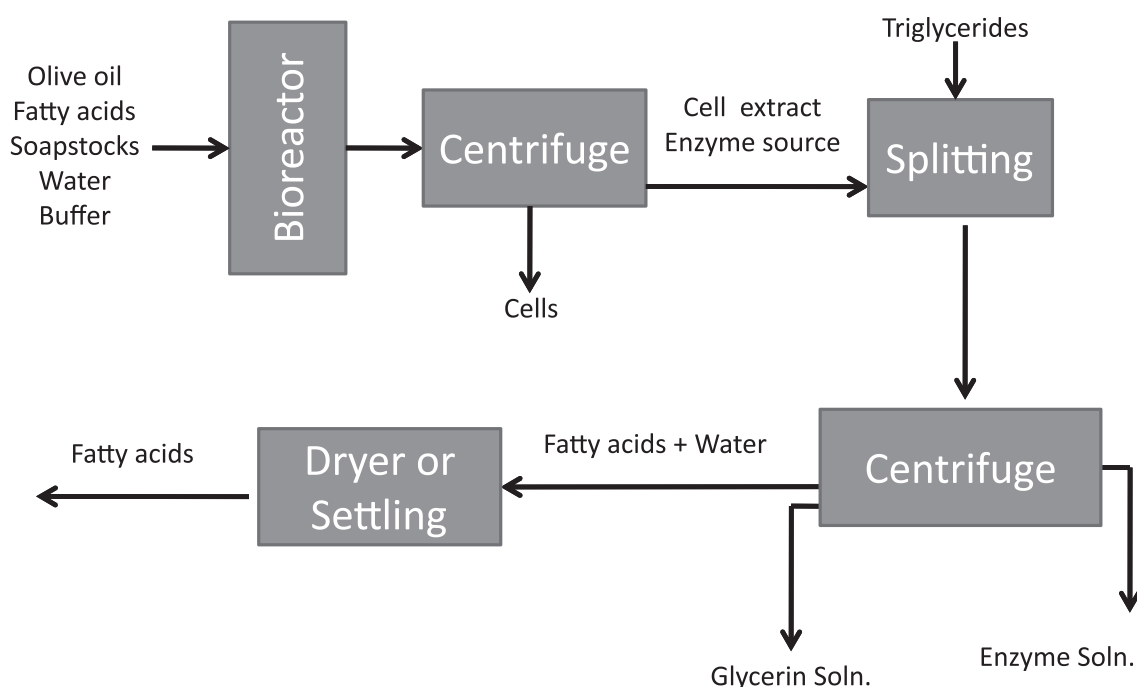 Triglycerides
Olive oil
Fatty acids
Soapstocks
Water
Buffer
Bioreactor
Centrifuge
Cell extract
Enzyme source
Splitting
Cells
Fatty acids
Dryer or
Settling
Fatty acids + Water
Centrifuge
Glycerin Soln.
Enzyme Soln.